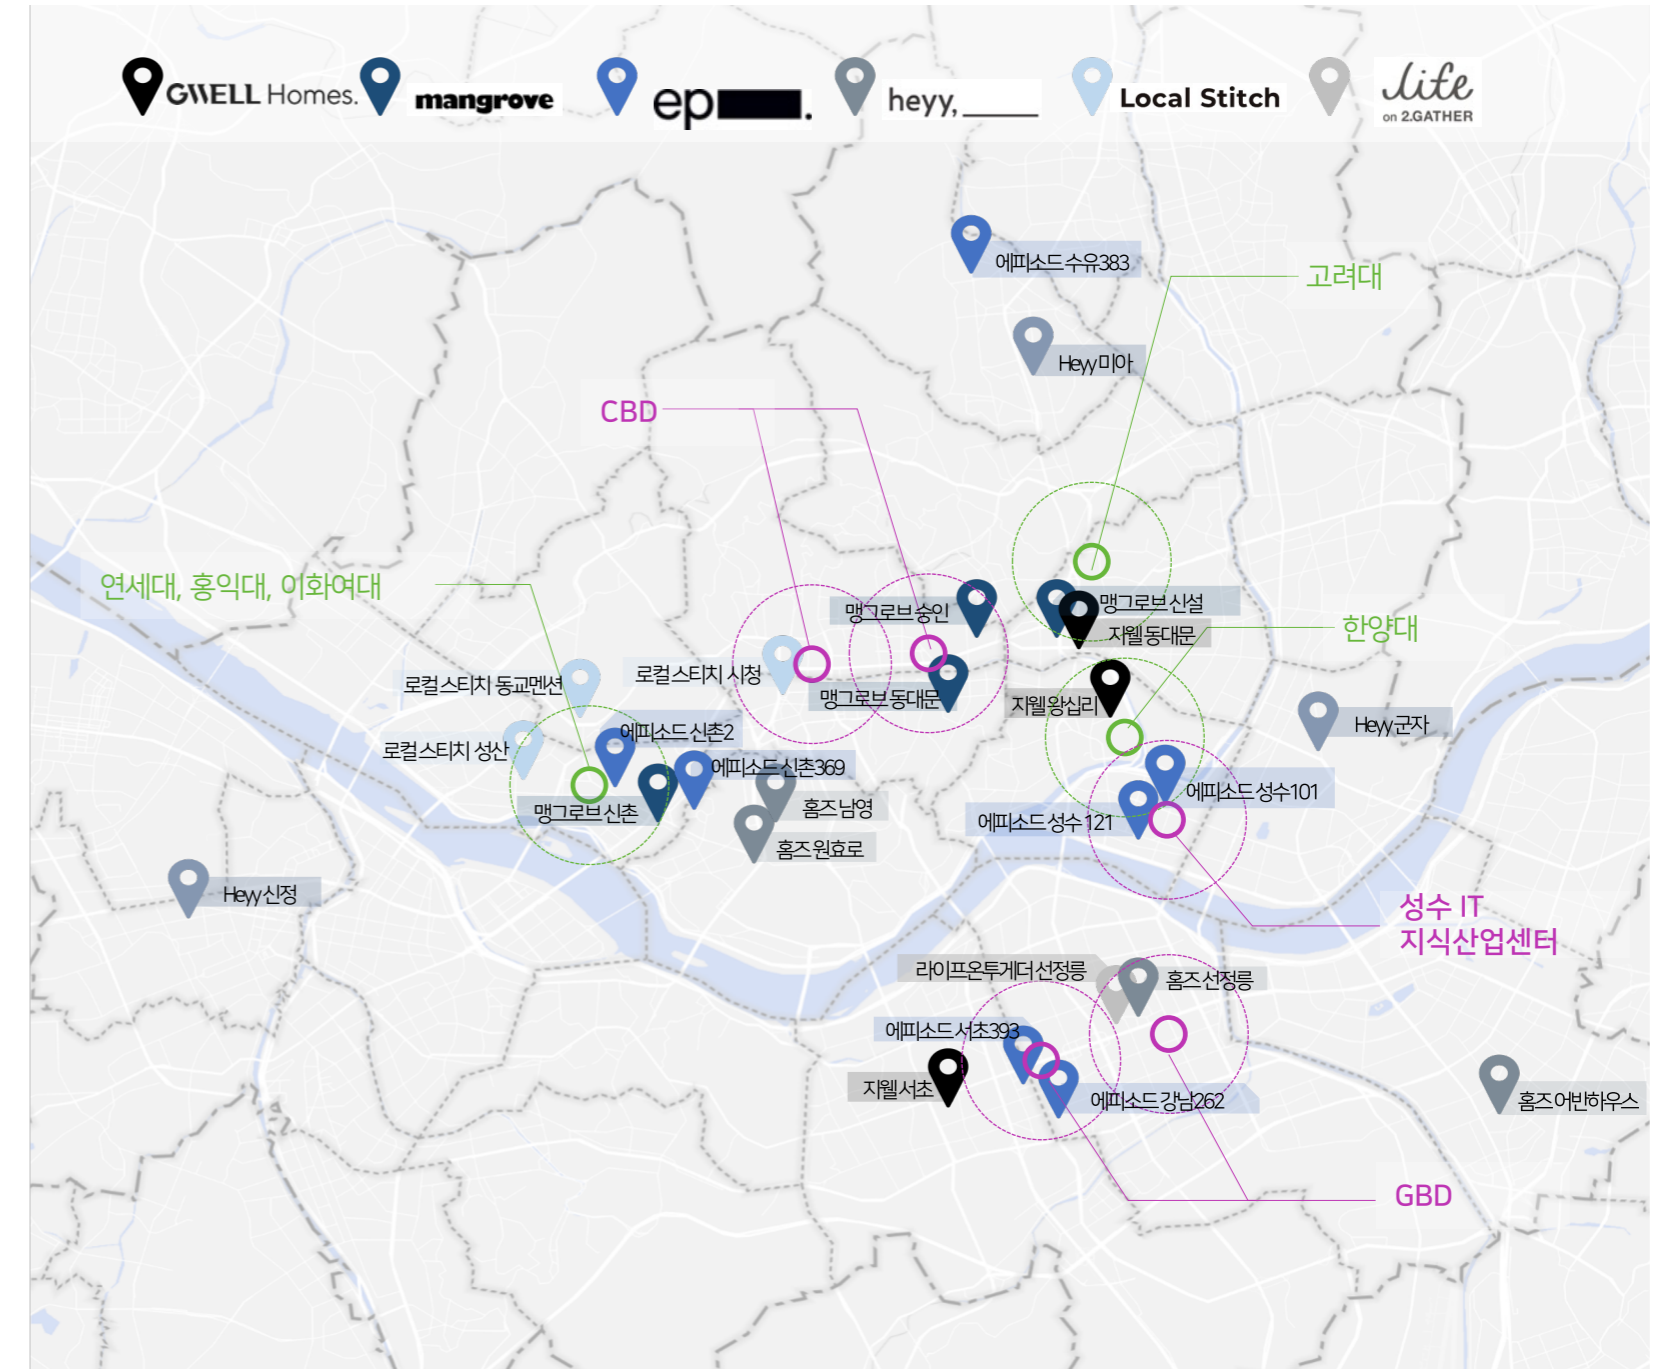 GWELL Homes.
mangrove
ep .
heyy,
Local Stitch
life
on 2.GATHER
에피소드 수유383
고려대
Heyy 미아
CBD
연세대, 홍익대, 이화여대
맹그로브 숭인
맹그로브 신설
지웰 동대문
한양대
로컬스티치 시청
로컬스티치 동교멘션
맹그로브 동대문
지웰 왕십리
Heyy 군자
에피소드 신촌2
로컬스티치 성산
에피소드 신촌369
에피소드 성수101
맹그로브 신촌
홈즈 남영
에피소드 성수 121
홈즈 원효로
Heyy 신정
성수 IT
지식산업센터
라이프온투게더 선정릉
홈즈 선정릉
에피소드 서초393
지웰 서초
에피소드 강남262
홈즈 어반하우스
GBD